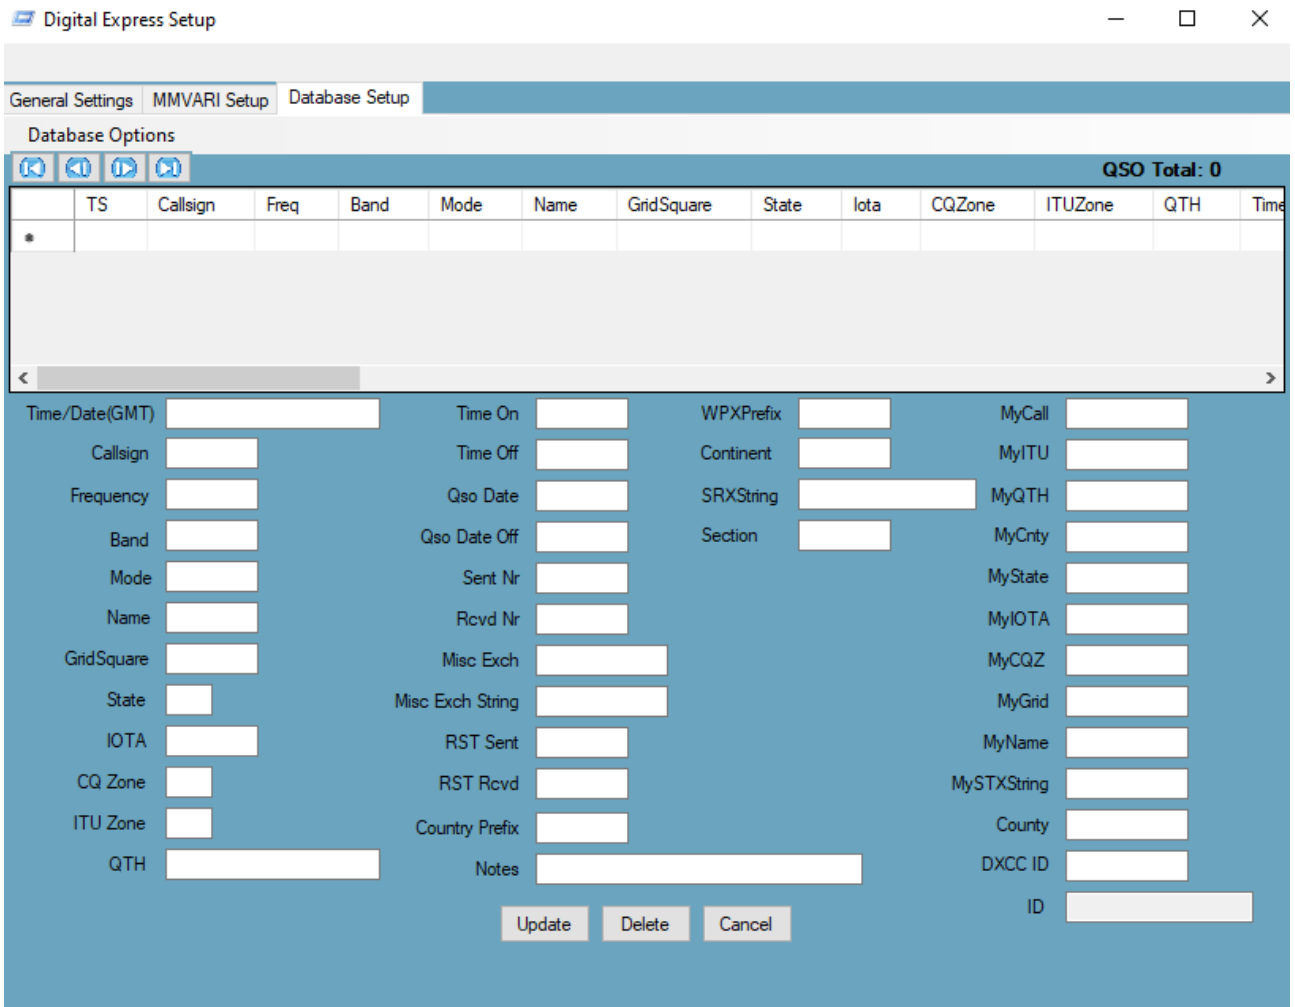 Digital Express Setup
General Settings MMVARI Setup Database Setup
Database Options
QSO Total: 0
TS Callsign Freq Band Mode Name GridSquare State Iota CQZone ITUZone QTH Time
*
Time/Date(GMT) Time On WPXPrefix MyCall
Callsign Time Off Continent MyITU
Frequency Qso Date SRXString MyQTH
Band Qso Date Off Section MyCnty
Mode Sent Nr MyState
Name Rcvd Nr MyIOTA
GridSquare Misc Exch MyCQZ
State Misc Exch String MyGrid
IOTA RST Sent MyName
CQ Zone RST Rcvd MySTXString
ITU Zone Country Prefix County
QTH Notes DXCC ID
ID
Update Delete Cancel